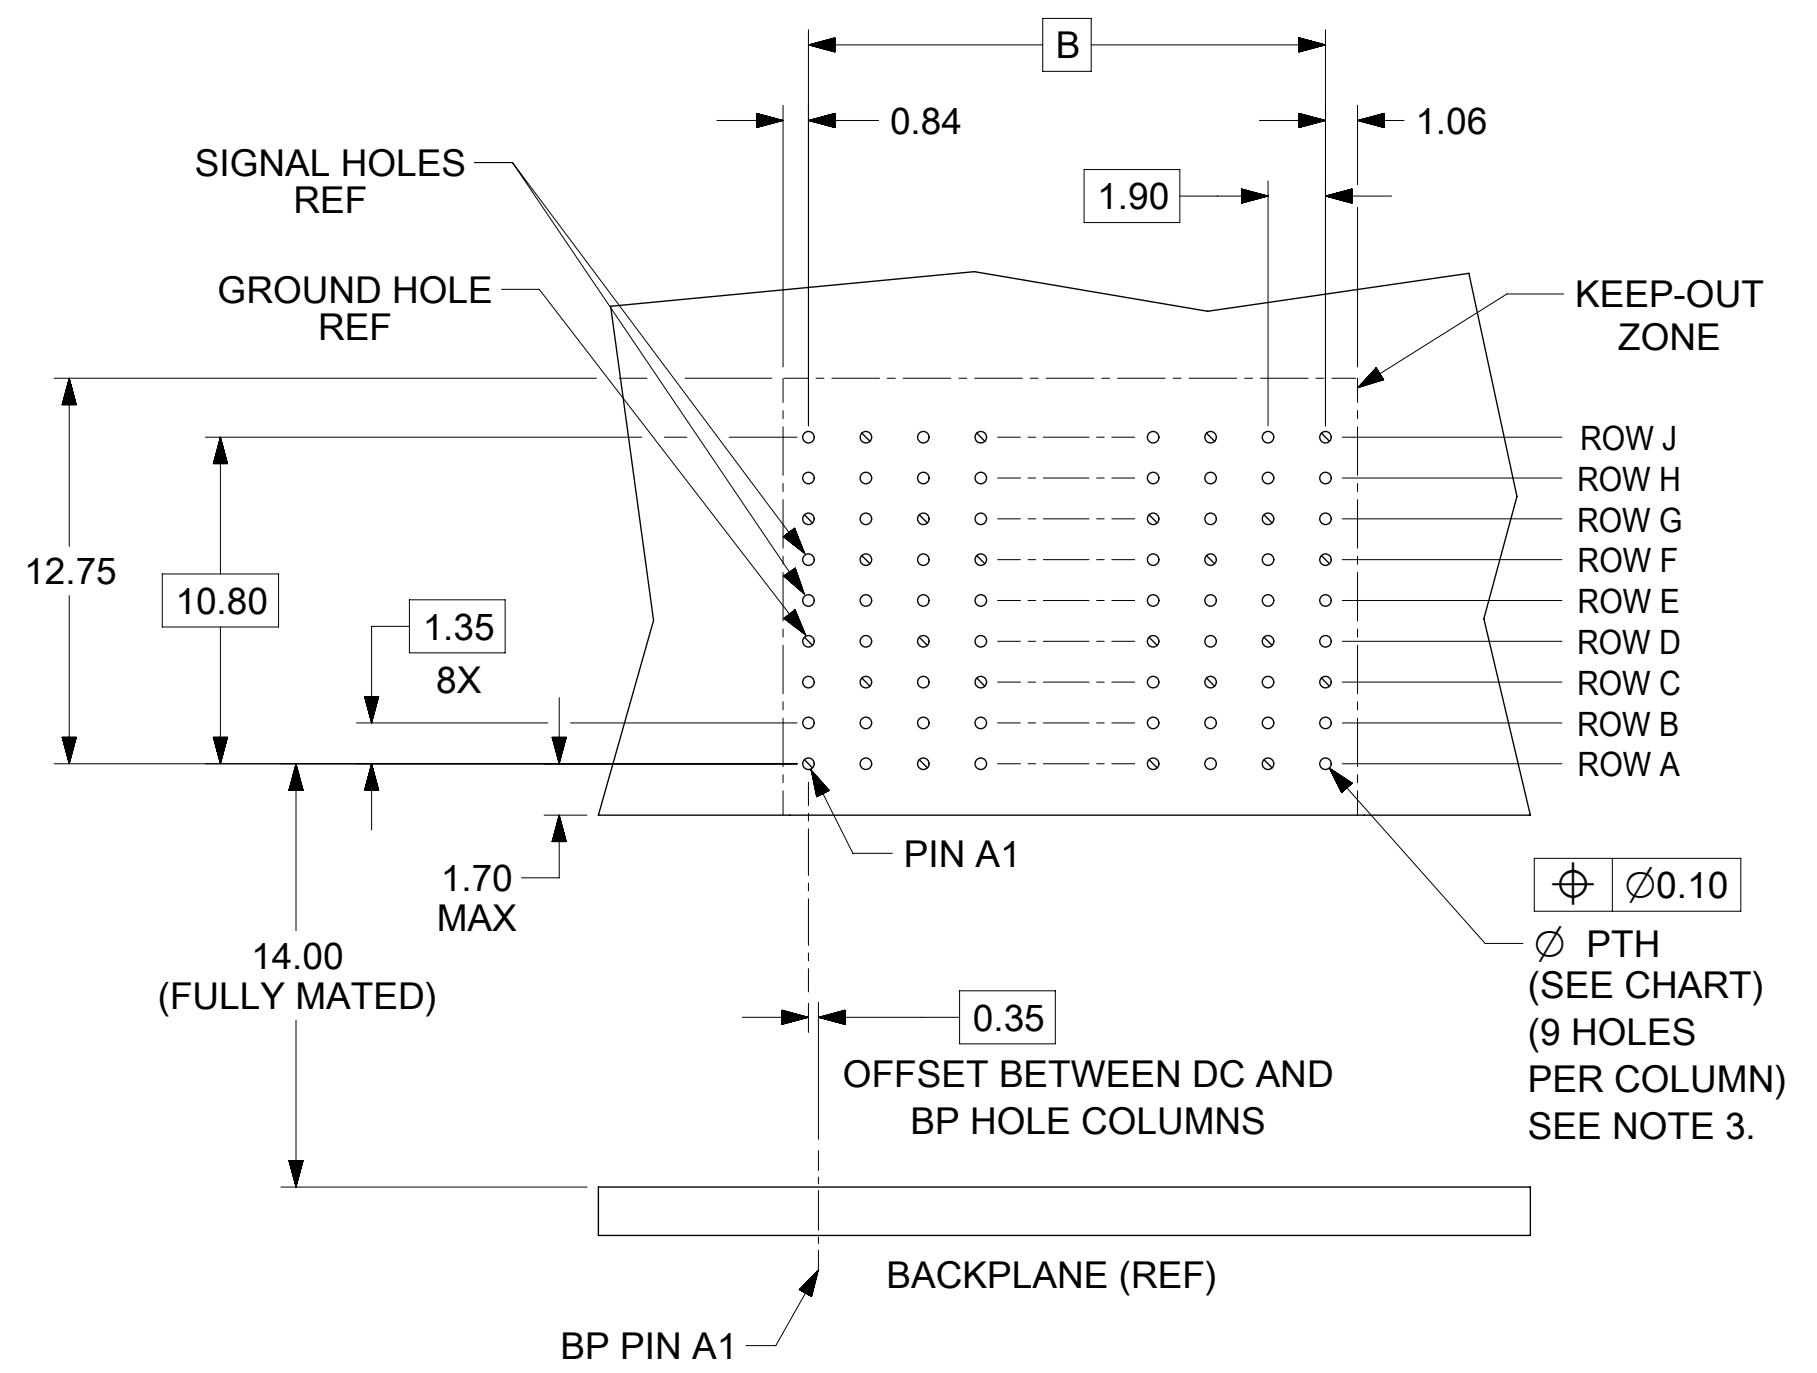 B
0.84
1.06
SIGNAL HOLES
REF
1.90
GROUND HOLE
REF
KEEP-OUT
ZONE
ROW J
ROW H
ROW G
ROW F
ROW E
ROW D
ROW C
ROW B
ROW A
12.75
10.80
1.35
8X
PIN A1
1.70
MAX
⌖ ∅0.10
∅ PTH
(SEE CHART)
(9 HOLES
PER COLUMN)
SEE NOTE 3.
14.00
(FULLY MATED)
0.35
OFFSET BETWEEN DC AND
BP HOLE COLUMNS
BACKPLANE (REF)
BP PIN A1